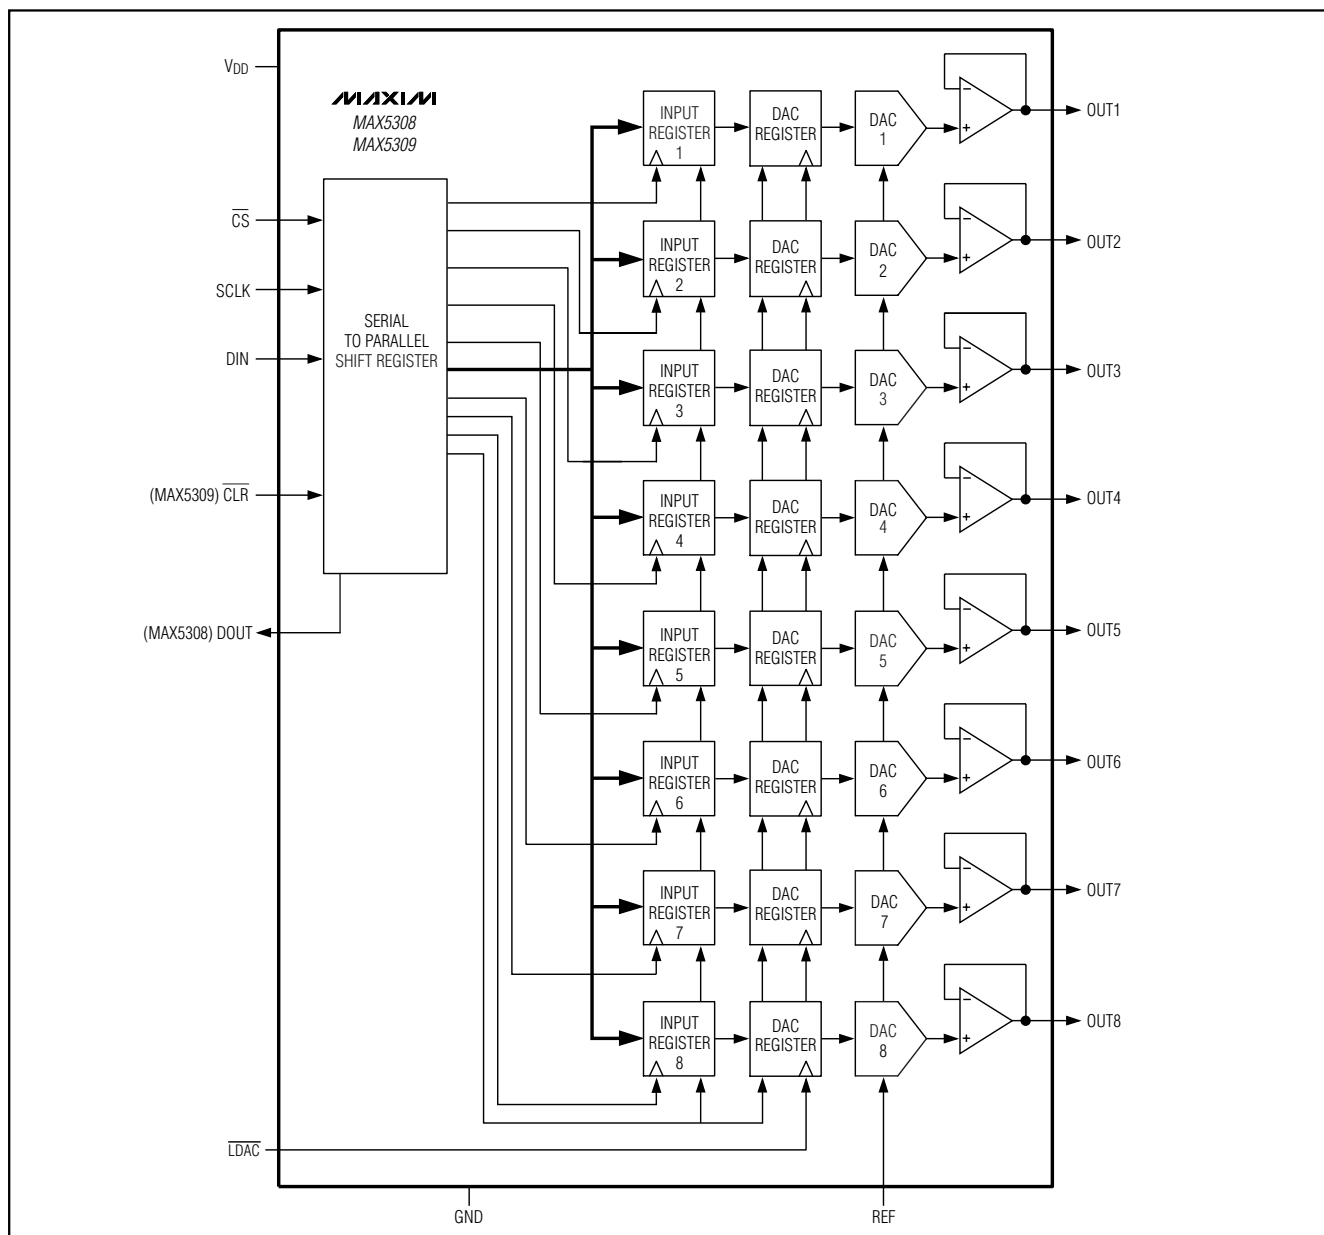 VDD
MAXIM
MAX5308
MAX5309
CS
SCLK
DIN
(MAX5309) CLR
(MAX5308) DOUT
LDAC
SERIAL
TO PARALLEL
SHIFT REGISTER
INPUT
REGISTER
1
DAC
REGISTER
DAC
1
−
+
OUT1
INPUT
REGISTER
2
DAC
REGISTER
DAC
2
−
+
OUT2
INPUT
REGISTER
3
DAC
REGISTER
DAC
3
−
+
OUT3
INPUT
REGISTER
4
DAC
REGISTER
DAC
4
−
+
OUT4
INPUT
REGISTER
5
DAC
REGISTER
DAC
5
−
+
OUT5
INPUT
REGISTER
6
DAC
REGISTER
DAC
6
−
+
OUT6
INPUT
REGISTER
7
DAC
REGISTER
DAC
7
−
+
OUT7
INPUT
REGISTER
8
DAC
REGISTER
DAC
8
−
+
OUT8
GND
REF